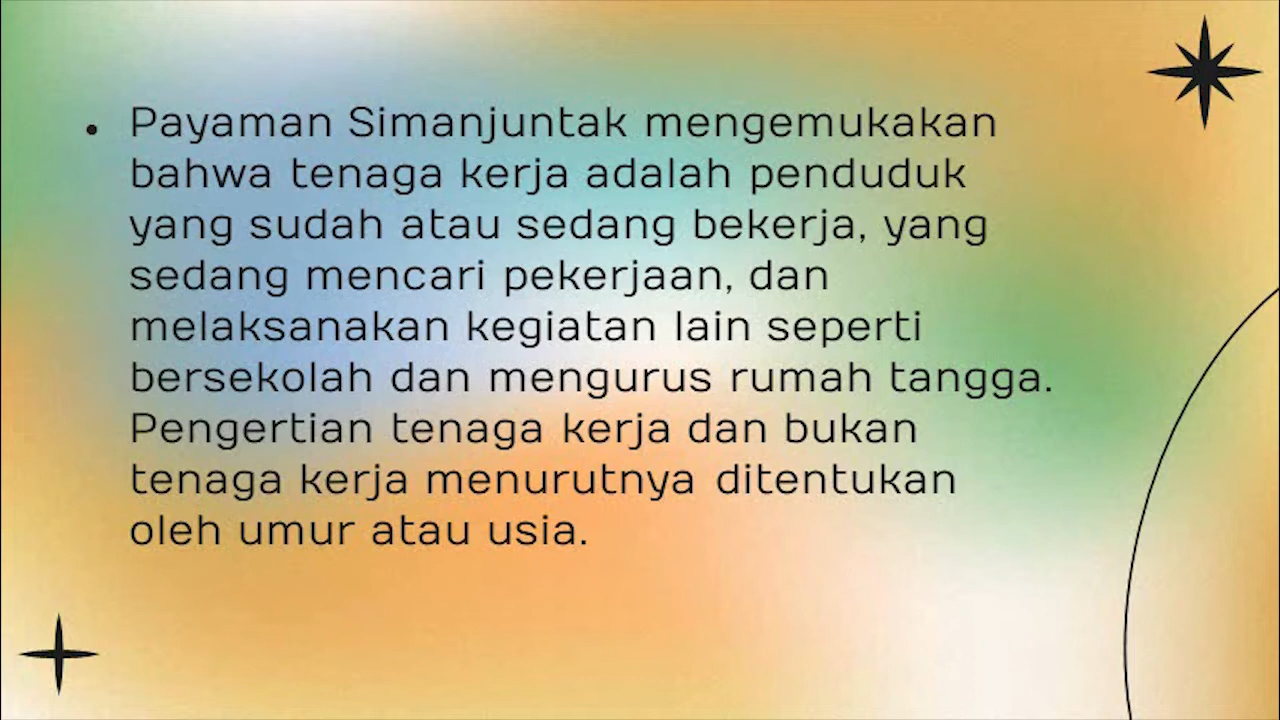 • Payaman Simanjuntak mengemukakan
bahwa tenaga kerja adalah penduduk
yang sudah atau sedang bekerja, yang
sedang mencari pekerjaan, dan
melaksanakan kegiatan lain seperti
bersekolah dan mengurus rumah tangga.
Pengertian tenaga kerja dan bukan
tenaga kerja menurutnya ditentukan
oleh umur atau usia.